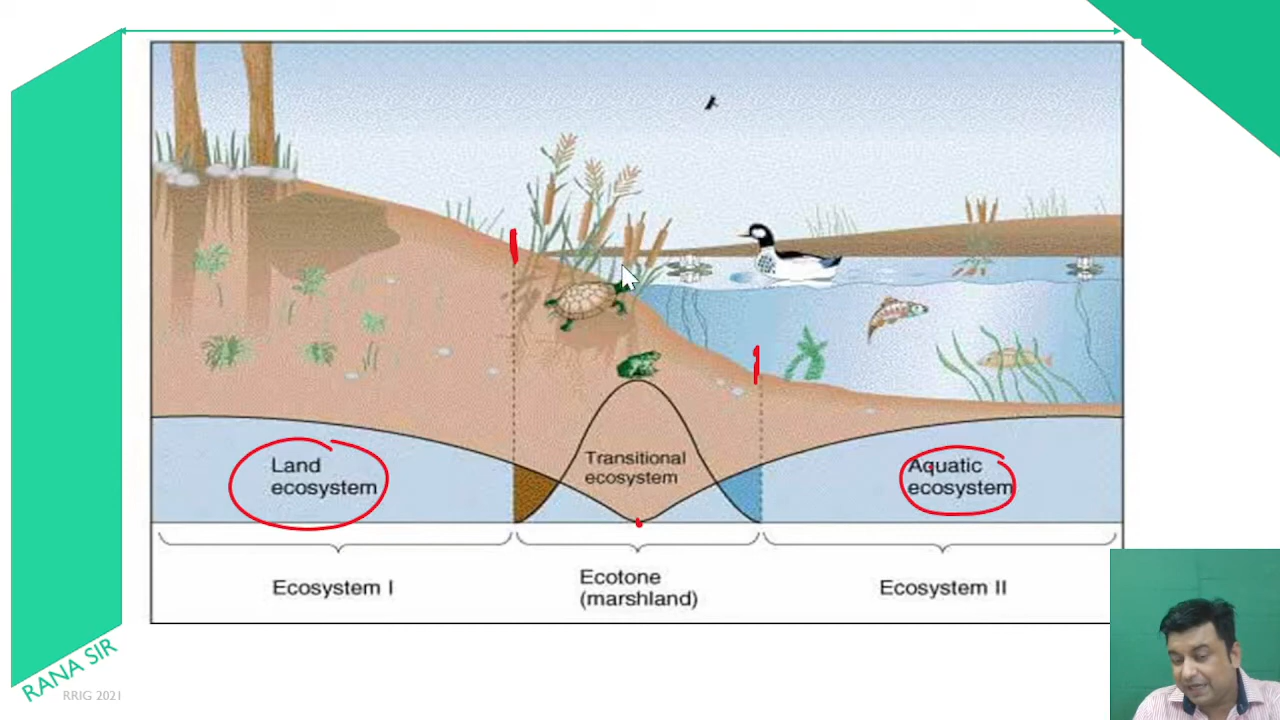 Land
ecosystem
Transitional
ecosystem
Aquatic
ecosystem
Ecosystem I
Ecotone
(marshland)
Ecosystem II
RANA SIR
RRIG 2021